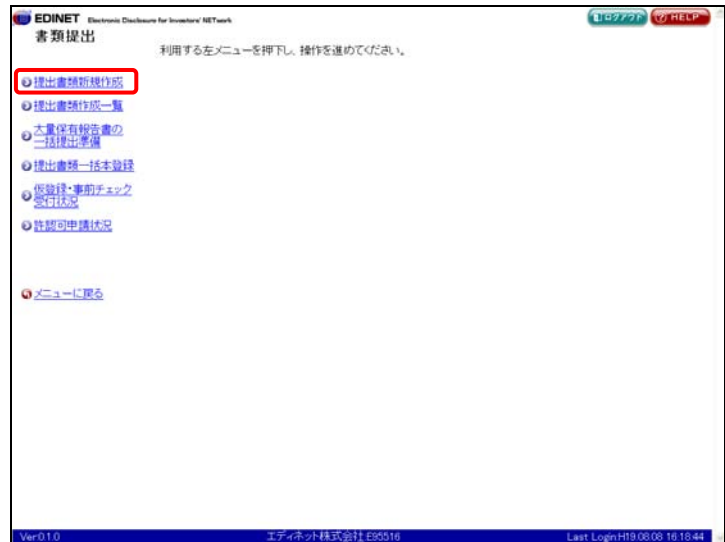 EDINET Electronic Disclosure for Investors' NETwork
ログアウト
HELP
書類提出
利用する左メニューを押下し、操作を進めてください。
提出書類新規作成
提出書類作成一覧
大量保有報告書の
一括提出準備
提出書類一括本登録
仮登録・事前チェック
受付状況
許認可申請状況
メニューに戻る
Ver0.1.0
エディネット株式会社:E95516
Last Login:H19.08.08 16:18:44